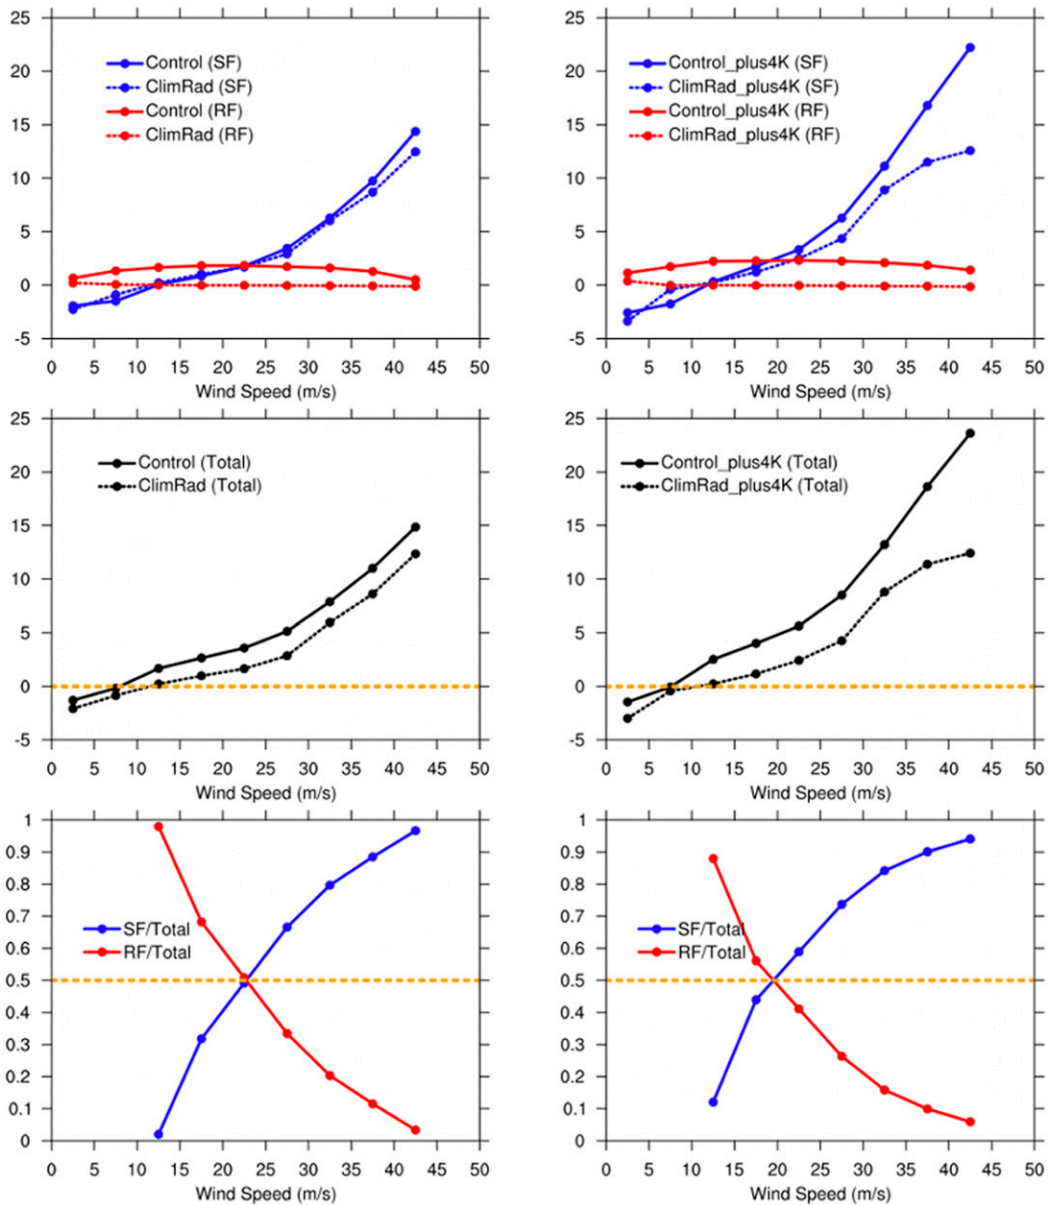 25
20
15
10
5
0
-5
Control (SF)
ClimRad (SF)
Control (RF)
ClimRad (RF)
0 5 10 15 20 25 30 35 40 45 50
Wind Speed (m/s)
25
20
15
10
5
0
-5
Control_plus4K (SF)
ClimRad_plus4K (SF)
Control_plus4K (RF)
ClimRad_plus4K (RF)
0 5 10 15 20 25 30 35 40 45 50
Wind Speed (m/s)
25
20
15
10
5
0
-5
Control (Total)
ClimRad (Total)
0 5 10 15 20 25 30 35 40 45 50
Wind Speed (m/s)
25
20
15
10
5
0
-5
Control_plus4K (Total)
ClimRad_plus4K (Total)
0 5 10 15 20 25 30 35 40 45 50
Wind Speed (m/s)
1
0.9
0.8
0.7
0.6
0.5
0.4
0.3
0.2
0.1
0
SF/Total
RF/Total
0 5 10 15 20 25 30 35 40 45 50
Wind Speed (m/s)
1
0.9
0.8
0.7
0.6
0.5
0.4
0.3
0.2
0.1
0
SF/Total
RF/Total
0 5 10 15 20 25 30 35 40 45 50
Wind Speed (m/s)